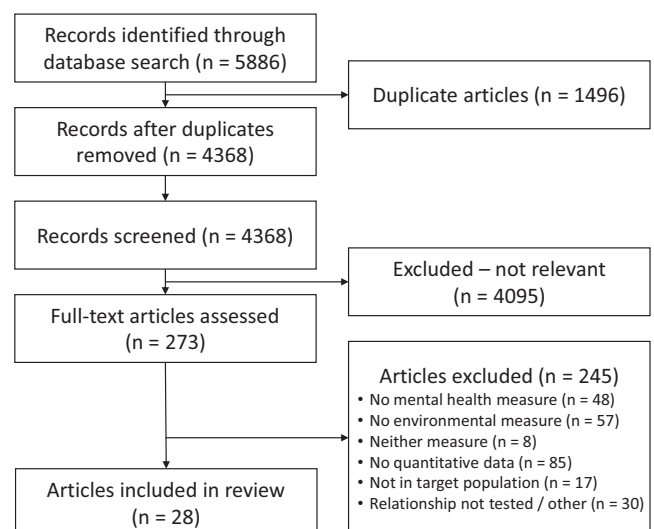 Records identified through
database search (n = 5886)
Duplicate articles (n = 1496)
Records after duplicates
removed (n = 4368)
Records screened (n = 4368)
Excluded – not relevant
(n = 4095)
Full-text articles assessed
(n = 273)
Articles excluded (n = 245)
• No mental health measure (n = 48)
• No environmental measure (n = 57)
• Neither measure (n = 8)
• No quantitative data (n = 85)
• Not in target population (n = 17)
• Relationship not tested / other (n = 30)
Articles included in review
(n = 28)